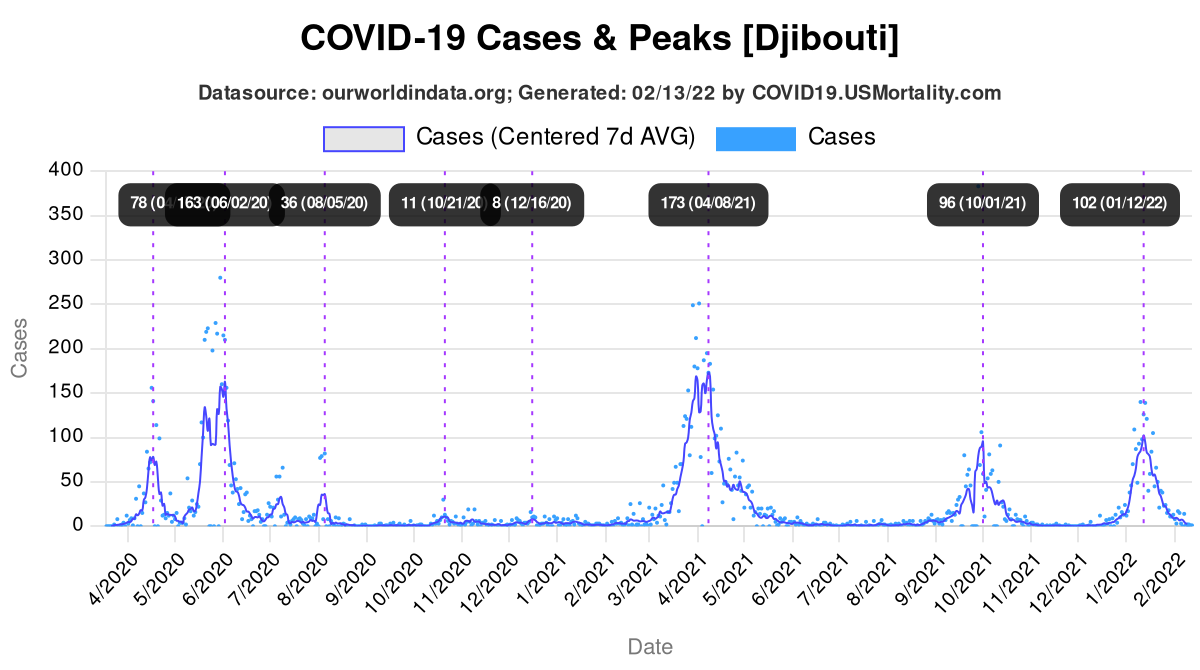 COVID-19 Cases & Peaks [Djibouti]
Datasource: ourworldindata.org; Generated: 02/13/22 by COVID19.USMortality.com
Cases (Centered 7d AVG) Cases
400
78 163 (06/02/20) 36 (08/05/20) 11 (10/21/20) 8 (12/16/20) 173 (04/08/21) 96 (10/01/21) 102 (01/12/22)
350
300
250
200
150
100
50
0
Cases
4/2020 5/2020 6/2020 7/2020 8/2020 9/2020 10/2020 11/2020 12/2020 1/2021 2/2021 3/2021 4/2021 5/2021 6/2021 7/2021 8/2021 9/2021 10/2021 11/2021 12/2021 1/2022 2/2022
Date